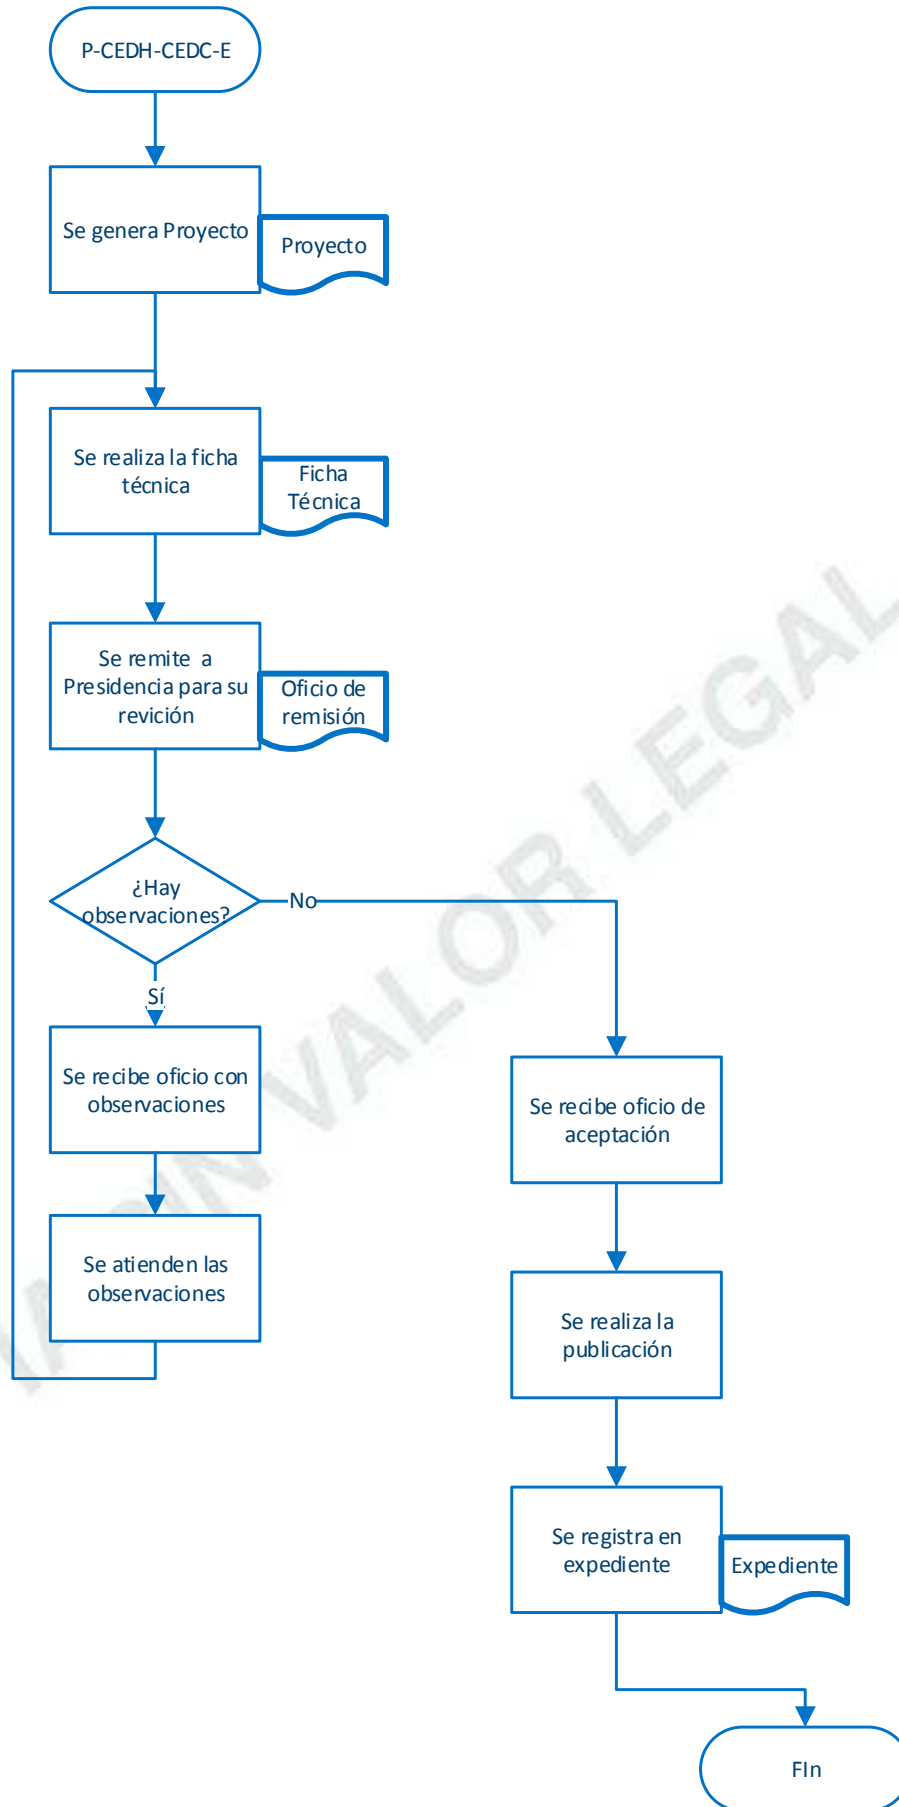 P-CEDH-CEDC-E
Se genera Proyecto
Proyecto
Se realiza la ficha
técnica
Ficha
Técnica
Se remite a
Presidencia para su
revición
Oficio de
remisión
¿Hay
observaciones?
No
Sí
Se recibe oficio con
observaciones
Se atienden las
observaciones
Se recibe oficio de
aceptación
Se realiza la
publicación
Se registra en
expediente
Expediente
FIn
SIN VALOR LEGAL